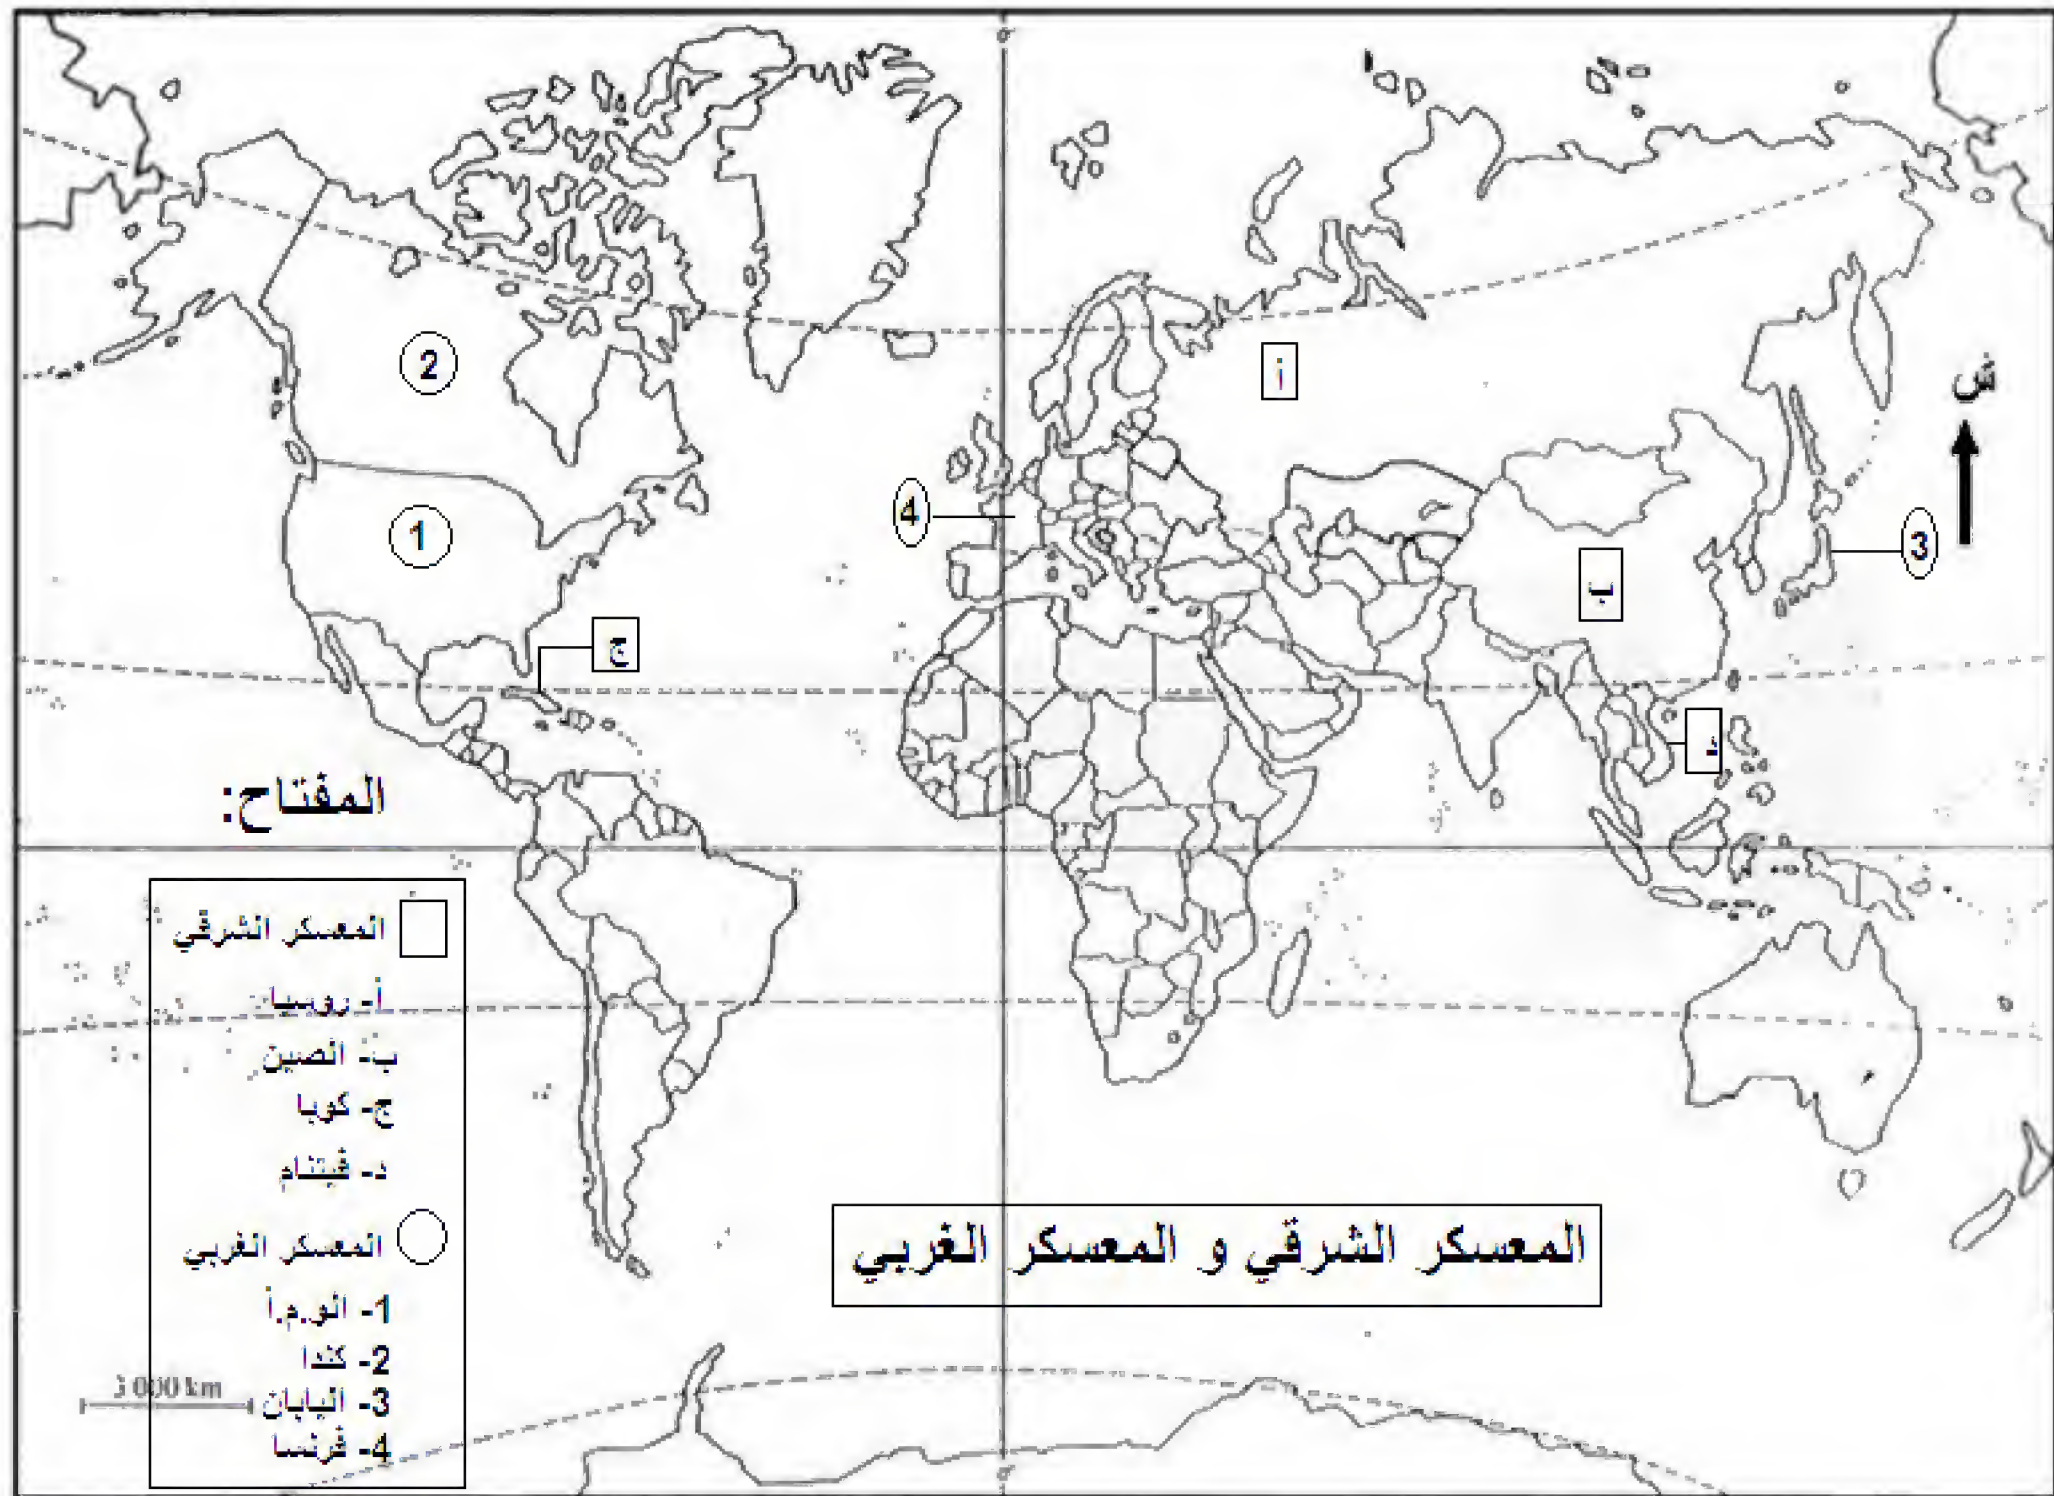 ش
2
أ
4
1
3
ب
ج
د
المفتاح:
المعسكر الشرقي
أ- روسيا
ب- الصين
ج- كوبا
د- فيتنام
المعسكر الغربي
1- الو.م.أ
2- كندا
3- اليابان
4- فرنسا
000 km
المعسكر الشرقي و المعسكر الغربي